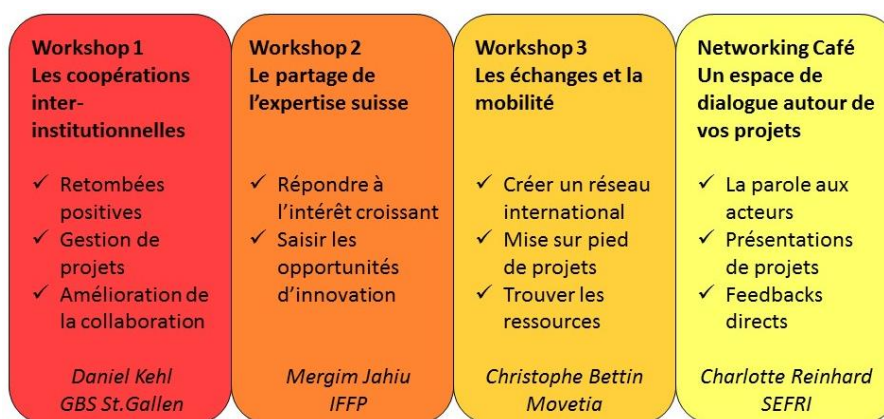 Workshop 1
Les coopérations
inter-
institutionnelles
✓ Retombées
positives
✓ Gestion de
projets
✓ Amélioration de
la collaboration
Daniel Kehl
GBS St.Gallen
Workshop 2
Le partage de
l’expertise suisse
✓ Répondre à
l’intérêt croissant
✓ Saisir les
opportunités
d’innovation
Mergim Jahiu
IFFP
Workshop 3
Les échanges et la
mobilité
✓ Créer un réseau
international
✓ Mise sur pied
de projets
✓ Trouver les
ressources
Christophe Bettin
Movetia
Networking Café
Un espace de
dialogue autour de
vos projets
✓ La parole aux
acteurs
✓ Présentations
de projets
✓ Feedbacks
directs
Charlotte Reinhard
SEFRI